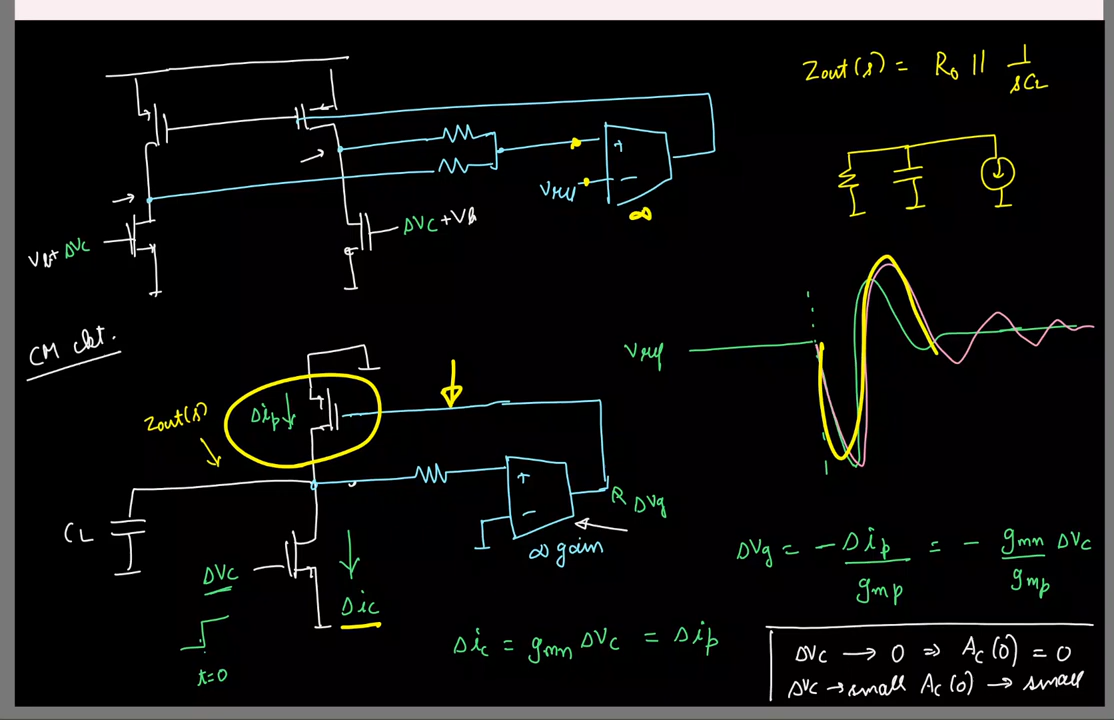 Zout(s) = Ro || 1/sCL
+
Vref
−
∞
VB+ ΔVC
ΔVC + VB
CM ckt.
Vref
Zout(s)
Δip ↓
+
−
R ΔVg
∞ gain
CL
ΔVC
t=0
Δic
ΔVg = − Δip/gmp = − gmn/gmp ΔVC
Δic = gmn ΔVC = Δip
ΔVC → 0 ⇒ AC(0) = 0
ΔVC → small AC(0) → small